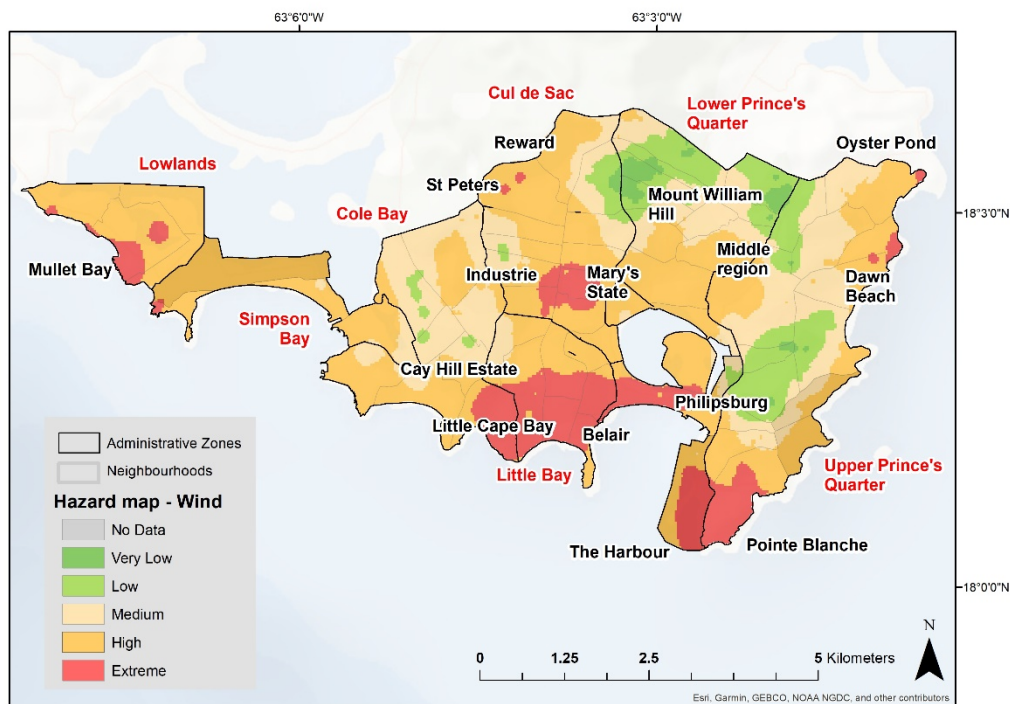 63°6'0"W
63°3'0"W
Cul de Sac
Lower Prince's
Quarter
Reward
Oyster Pond
Lowlands
St Peters
Mount William
Hill
Cole Bay
18°3'0"N
Mullet Bay
Industrie
Mary's
State
Middle
region
Dawn
Beach
Simpson
Bay
Cay Hill Estate
Philipsburg
Little Cape Bay
Belair
Little Bay
Upper Prince's
Quarter
The Harbour
Pointe Blanche
18°0'0"N
Administrative Zones
Neighbourhoods
Hazard map - Wind
No Data
Very Low
Low
Medium
High
Extreme
N
0 1.25 2.5 5 Kilometers
Esri, Garmin, GEBCO, NOAA NGDC, and other contributors